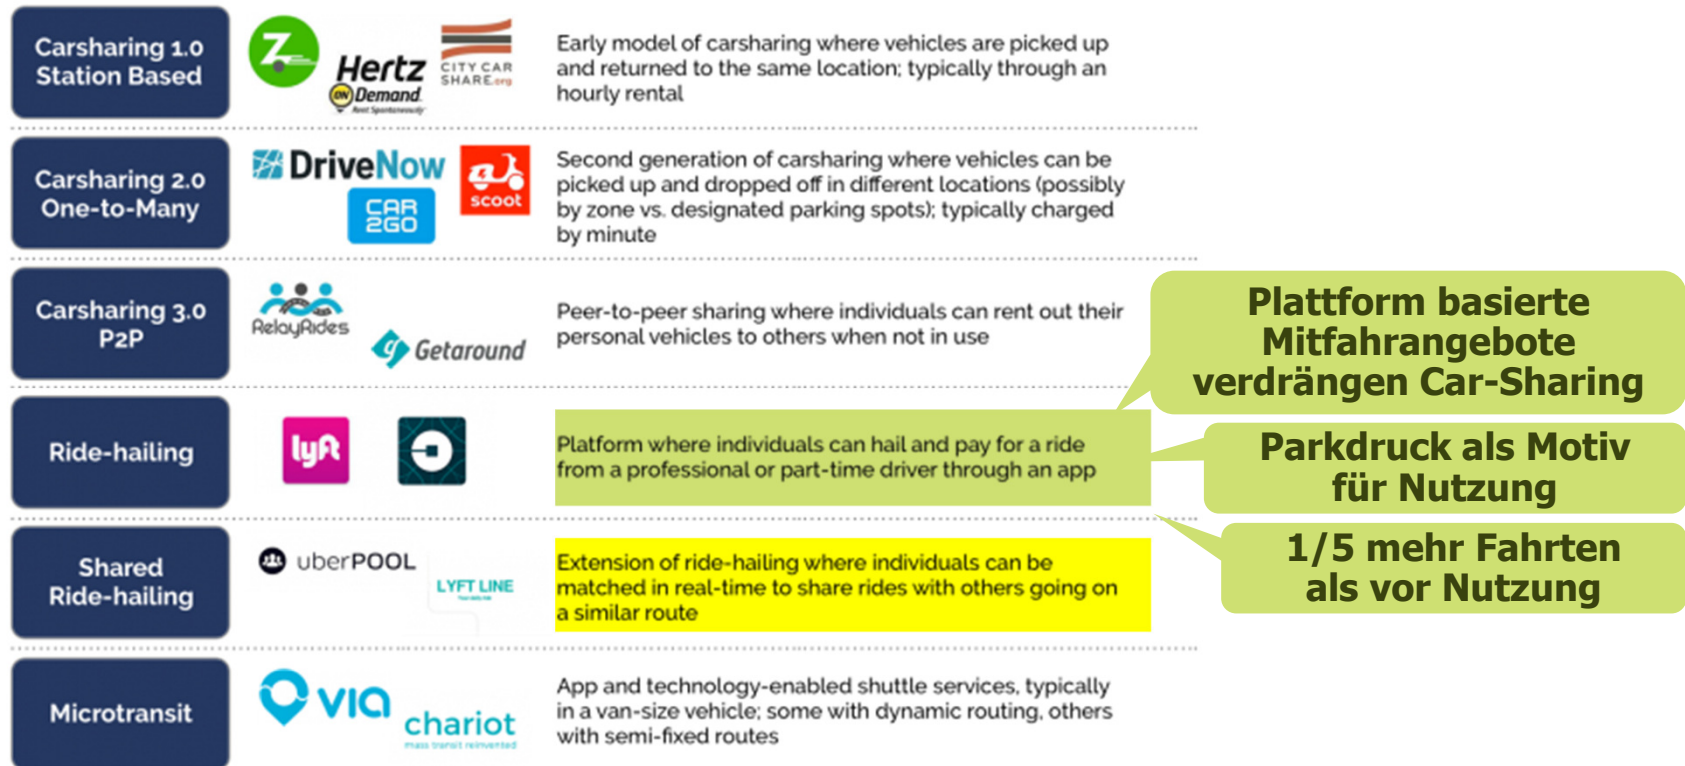 Carsharing 1.0
Station Based
Z
Hertz
ON Demand
Rent Spontaneously
CITY CAR
SHARE.org
Early model of carsharing where vehicles are picked up
and returned to the same location; typically through an
hourly rental
Carsharing 2.0
One-to-Many
DriveNow
CAR
2GO
scoot
Second generation of carsharing where vehicles can be
picked up and dropped off in different locations (possibly
by zone vs. designated parking spots); typically charged
by minute
Carsharing 3.0
P2P
RelayRides
Getaround
Peer-to-peer sharing where individuals can rent out their
personal vehicles to others when not in use
Plattform basierte
Mitfahrangebote
verdrängen Car-Sharing
Ride-hailing
lyft
Platform where individuals can hail and pay for a ride
from a professional or part-time driver through an app
Parkdruck als Motiv
für Nutzung
1/5 mehr Fahrten
als vor Nutzung
Shared
Ride-hailing
uberPOOL
LYFT LINE
Extension of ride-hailing where individuals can be
matched in real-time to share rides with others going on
a similar route
Microtransit
via
chariot
mass transit reinvented
App and technology-enabled shuttle services, typically
in a van-size vehicle; some with dynamic routing, others
with semi-fixed routes